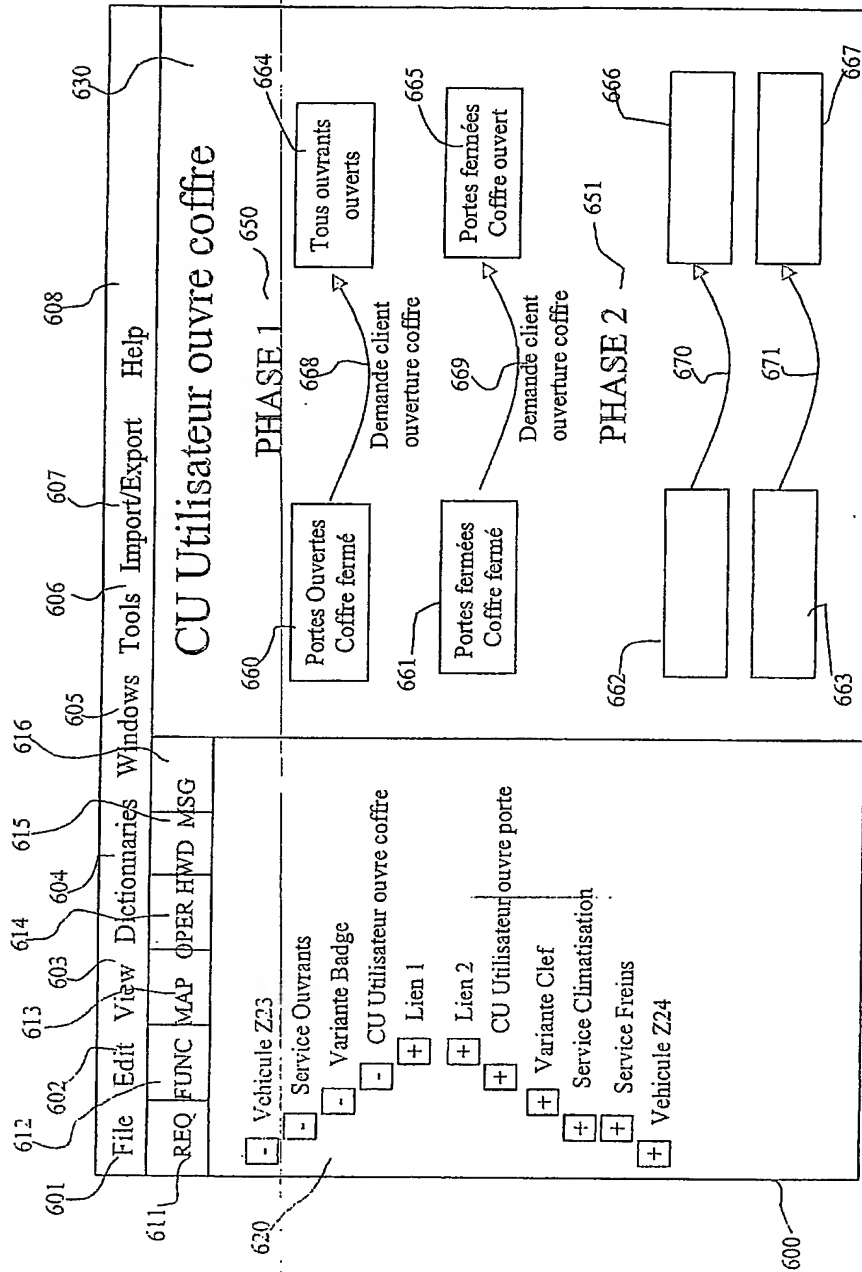 601 602 603 604 605 606 607 608 630
File Edit View Dictionnaries Windows Tools Import/Export Help
612 613 614 615 616
REQ FUNC MAP OPER HWD MSG
611
- Vehicule Z23
- Service Ouvrants
- Variante Badge
- CU Utilisateur ouvre coffre
+ Lien 1
+ Lien 2
+ CU Utilisateur ouvre porte
+ Variante Clef
+ Service Climatisation
+ Service Freins
+ Vehicule Z24
620
600
CU Utilisateur ouvre coffre
PHASE 1
650
660
Portes Ouvertes
Coffre fermé
668
Demande client
ouverture coffre
Tous ouvrants
ouverts
664
661
Portes fermées
Coffre fermé
669
Demande client
ouverture coffre
Portes fermées
Coffre ouvert
665
PHASE 2
651
662
670
666
663
671
667